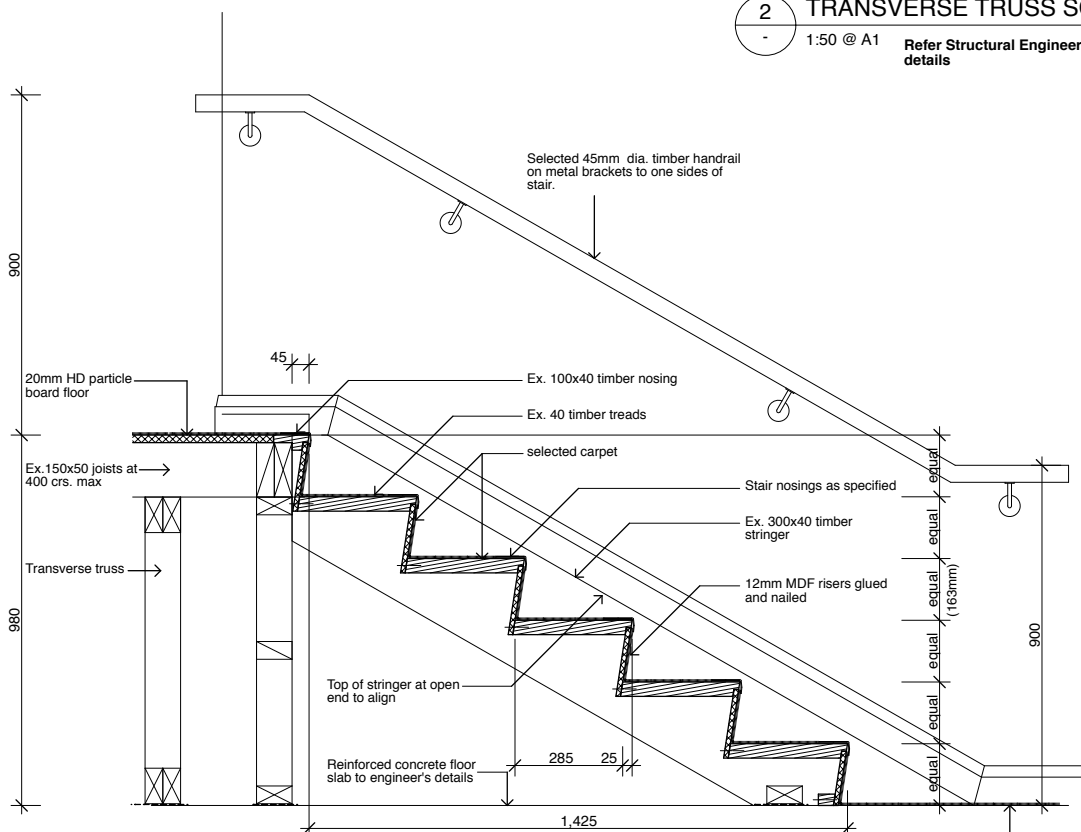 2
TRANSVERSE TRUSS
-
1:50 @ A1
Refer Structural Engineer
details
900
Selected 45mm dia. timber handrail
on metal brackets to one sides of
stair.
45
20mm HD particle
board floor
Ex. 100x40 timber nosing
Ex. 40 timber treads
selected carpet
Ex.150x50 joists at
400 crs. max
Stair nosings as specified
Ex. 300x40 timber
stringer
Transverse truss
12mm MDF risers glued
and nailed
980
equal
equal
equal
(163mm)
equal
equal
equal
900
Top of stringer at open
end to align
285
25
Reinforced concrete floor
slab to engineer's details
1,425